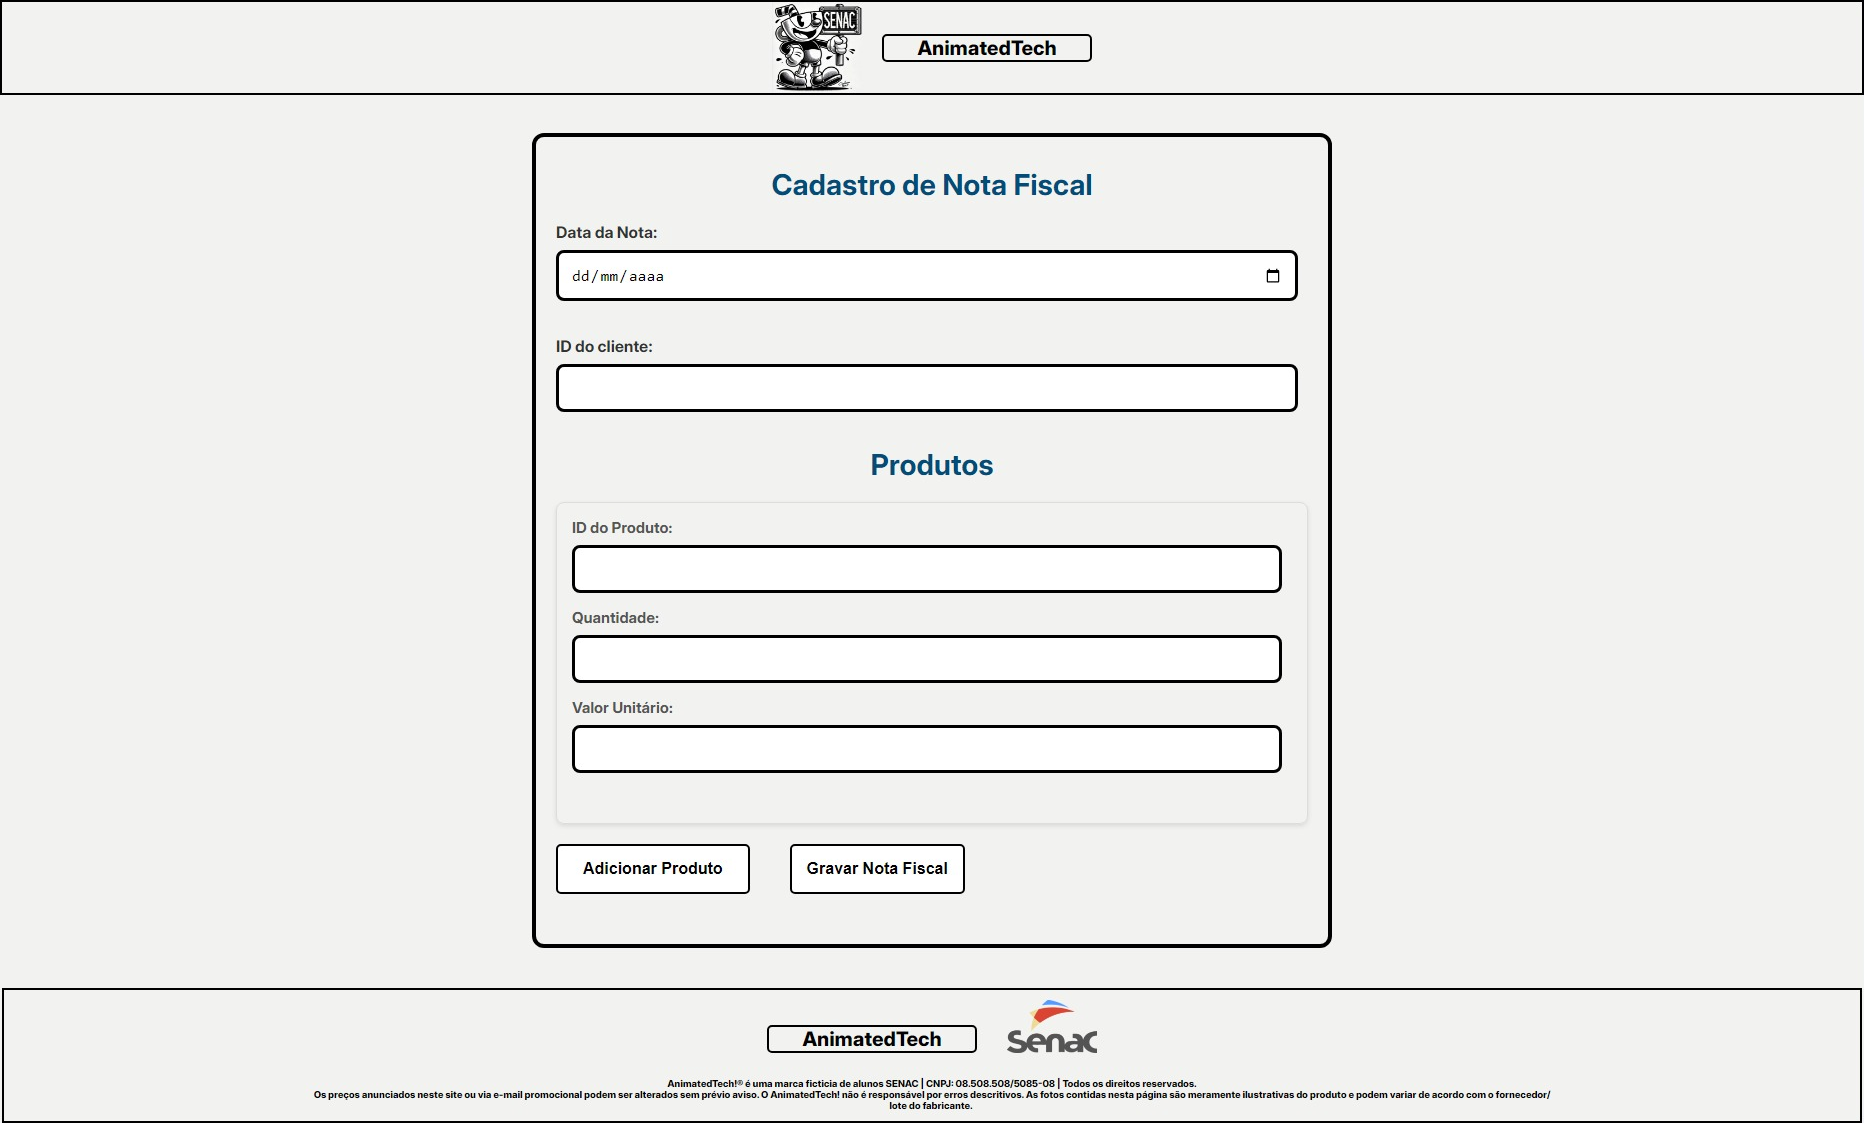 SENAC
AnimatedTech
Cadastro de Nota Fiscal
Data da Nota:
dd/mm/aaaa
ID do cliente:
Produtos
ID do Produto:
Quantidade:
Valor Unitário:
Adicionar Produto
Gravar Nota Fiscal
AnimatedTech
Senac
AnimatedTech!® é uma marca ficticia de alunos SENAC | CNPJ: 08.508.508/5085-08 | Todos os direitos reservados.
Os preços anunciados neste site ou via e-mail promocional podem ser alterados sem prévio aviso. O AnimatedTech! não é responsável por erros descritivos. As fotos contidas nesta página são meramente ilustrativas do produto e podem variar de acordo com o fornecedor/
lote do fabricante.